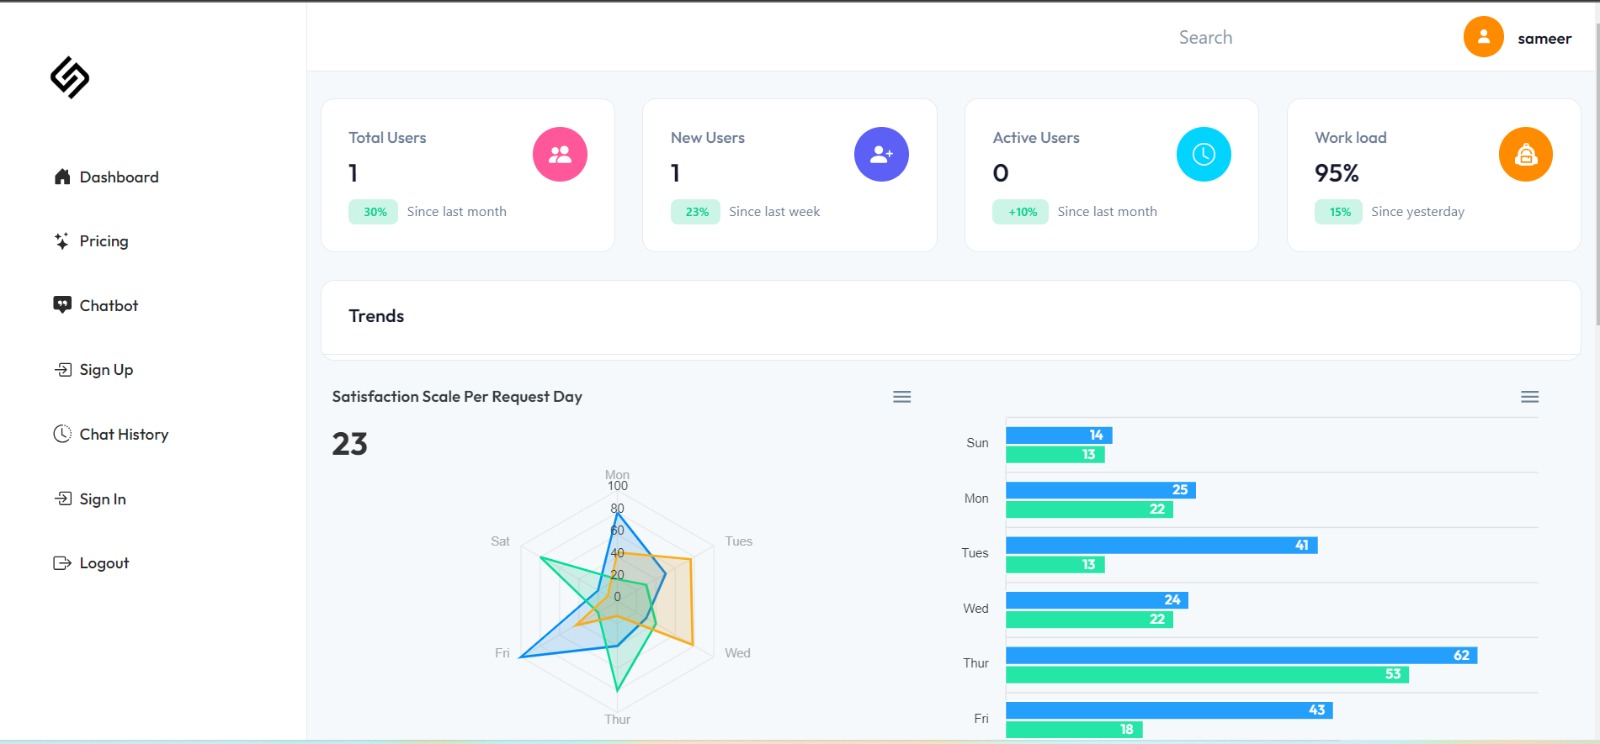 Search
sameer
Dashboard
Pricing
Chatbot
Sign Up
Chat History
Sign In
Logout
Total Users
1
30% Since last month
New Users
1
23% Since last week
Active Users
0
+10% Since last month
Work load
95%
15% Since yesterday
Trends
Satisfaction Scale Per Request Day
23
Mon
100
80
60
40
20
0
Tues
Wed
Thur
Fri
Sat
Sun
14
13
Mon
25
22
Tues
41
13
Wed
24
22
Thur
62
53
Fri
43
18